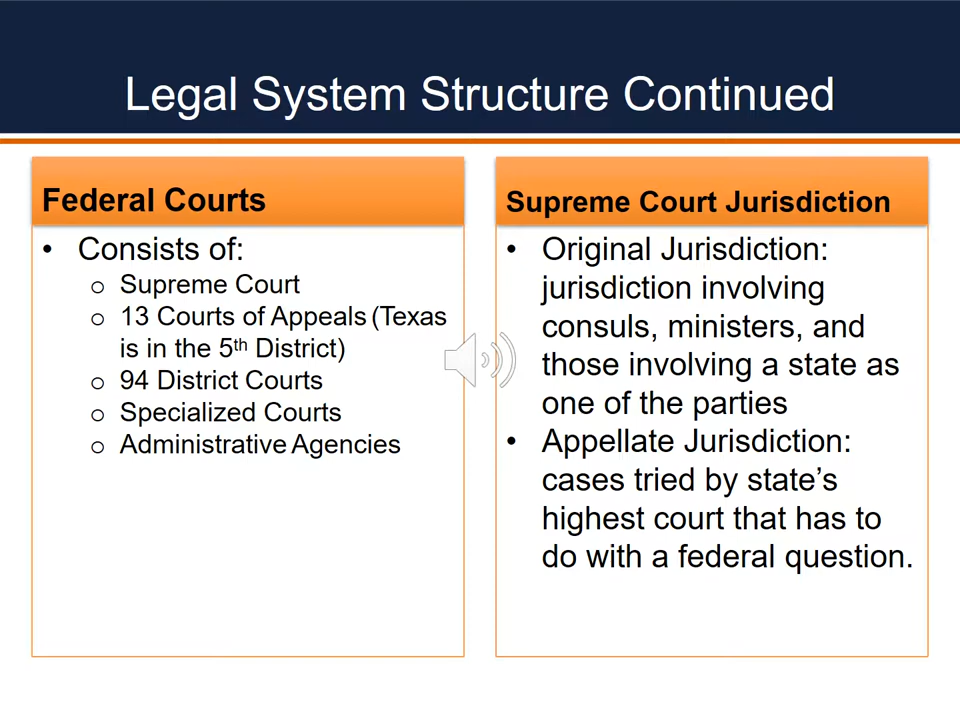 Legal System Structure Continued
Federal Courts
• Consists of:
o Supreme Court
o 13 Courts of Appeals (Texas
is in the 5th District)
o 94 District Courts
o Specialized Courts
o Administrative Agencies
Supreme Court Jurisdiction
• Original Jurisdiction:
jurisdiction involving
consuls, ministers, and
those involving a state as
one of the parties
• Appellate Jurisdiction:
cases tried by state’s
highest court that has to
do with a federal question.